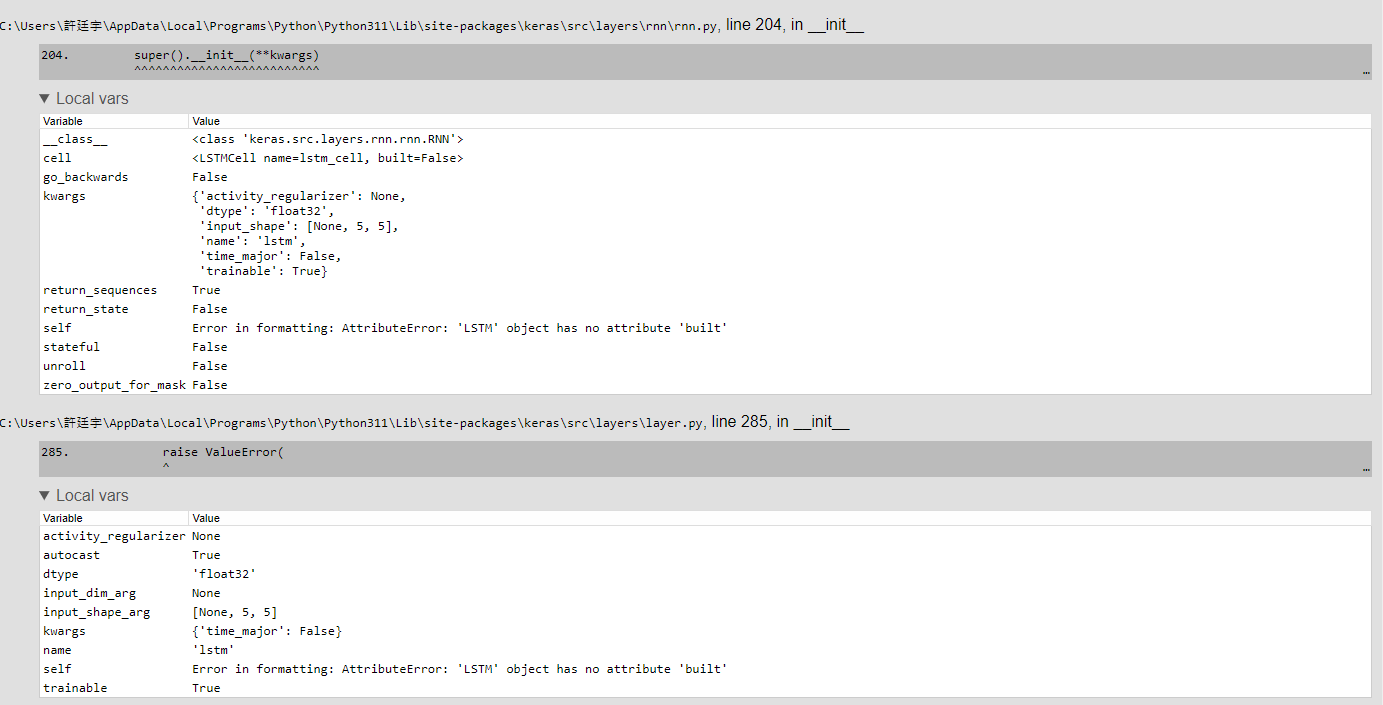 C:\Users\許廷宇\AppData\Local\Programs\Python\Python311\Lib\site-packages\keras\src\layers\rnn\rnn.py, line 204, in __init__
204. super().__init__(**kwargs)
^^^^^^^^^^^^^^^^^^^^^^^^^^
…
▼ Local vars
Variable Value
__class__ <class 'keras.src.layers.rnn.rnn.RNN'>
cell <LSTMCell name=lstm_cell, built=False>
go_backwards False
kwargs {'activity_regularizer': None,
'dtype': 'float32',
'input_shape': [None, 5, 5],
'name': 'lstm',
'time_major': False,
'trainable': True}
return_sequences True
return_state False
self Error in formatting: AttributeError: 'LSTM' object has no attribute 'built'
stateful False
unroll False
zero_output_for_mask False
C:\Users\許廷宇\AppData\Local\Programs\Python\Python311\Lib\site-packages\keras\src\layers\layer.py, line 285, in __init__
285. raise ValueError(
^
…
▼ Local vars
Variable Value
activity_regularizer None
autocast True
dtype 'float32'
input_dim_arg None
input_shape_arg [None, 5, 5]
kwargs {'time_major': False}
name 'lstm'
self Error in formatting: AttributeError: 'LSTM' object has no attribute 'built'
trainable True